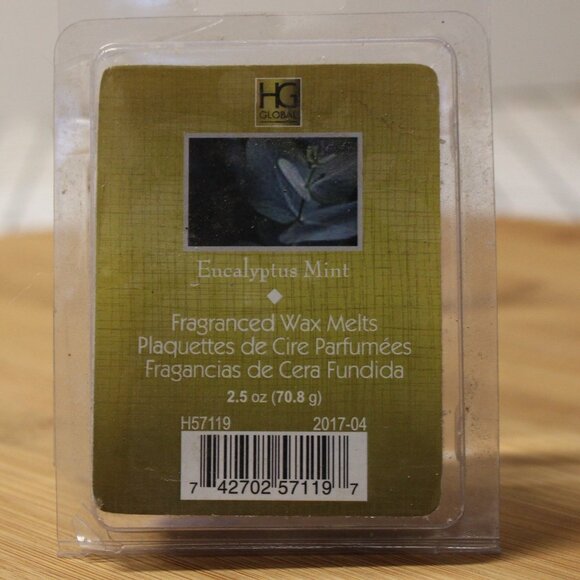 HG
GLOBAL
Eucalyptus Mint
Fragranced Wax Melts
Plaquettes de Cire Parfumées
Fragancias de Cera Fundida
2.5 oz (70.8 g)
H57119 2017-04
7 42702 57119 7